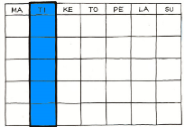 MA TI KE TO PE LA SU